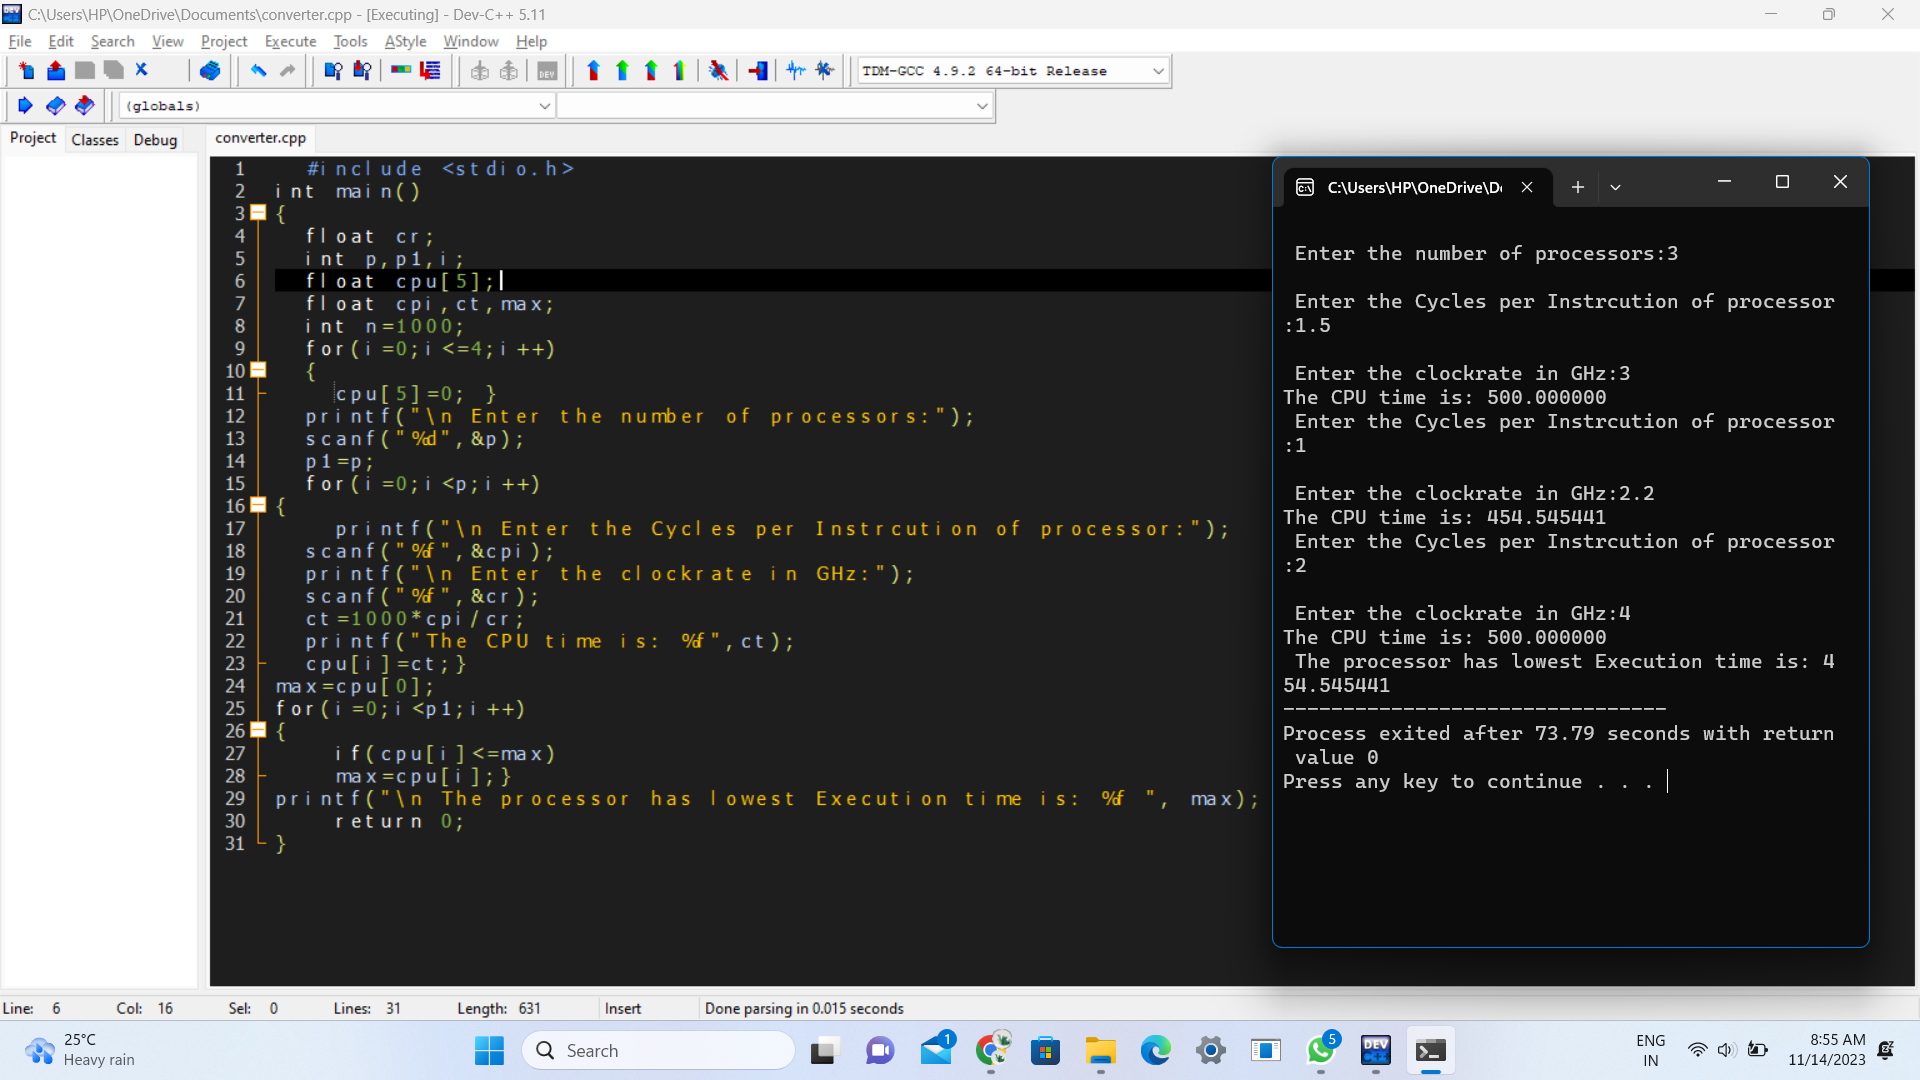 C:\Users\HP\OneDrive\Documents\converter.cpp - [Executing] - Dev-C++ 5.11
File Edit Search View Project Execute Tools AStyle Window Help
TDM-GCC 4.9.2 64-bit Release
(globals)
Project Classes Debug
converter.cpp
1 #include <stdio.h>
2 int main()
3 {
4 float cr;
5 int p,p1,i;
6 float cpu[5];
7 float cpi,ct,max;
8 int n=1000;
9 for(i=0;i<=4;i++)
10 {
11 cpu[5]=0; }
12 printf("\n Enter the number of processors:");
13 scanf("%d",&p);
14 p1=p;
15 for(i=0;i<p;i++)
16 {
17 printf("\n Enter the Cycles per Instrcution of processor:");
18 scanf("%f",&cpi);
19 printf("\n Enter the clockrate in GHz:");
20 scanf("%f",&cr);
21 ct=1000*cpi/cr;
22 printf("The CPU time is: %f",ct);
23 cpu[i]=ct;}
24 max=cpu[0];
25 for(i=0;i<p1;i++)
26 {
27 if(cpu[i]<=max)
28 max=cpu[i];}
29 printf("\n The processor has lowest Execution time is: %f ", max);
30 return 0;
31 }
C:\Users\HP\OneDrive\D
Enter the number of processors:3
Enter the Cycles per Instrcution of processor
:1.5
Enter the clockrate in GHz:3
The CPU time is: 500.000000
Enter the Cycles per Instrcution of processor
:1
Enter the clockrate in GHz:2.2
The CPU time is: 454.545441
Enter the Cycles per Instrcution of processor
:2
Enter the clockrate in GHz:4
The CPU time is: 500.000000
The processor has lowest Execution time is: 4
54.545441
--------------------------------
Process exited after 73.79 seconds with return
value 0
Press any key to continue . . .
Line: 6 Col: 16 Sel: 0 Lines: 31 Length: 631 Insert Done parsing in 0.015 seconds
25°C
Heavy rain
Search
1
5
DEV
C++
ENG
IN
8:55 AM
11/14/2023